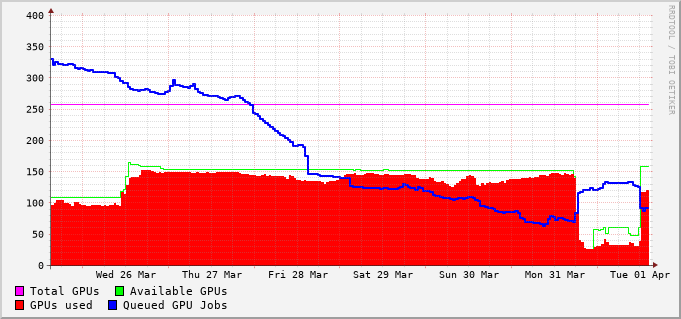 RRDTOOL / TOBI OETIKER
400
350
300
250
200
150
100
50
0
Wed 26 Mar Thu 27 Mar Fri 28 Mar Sat 29 Mar Sun 30 Mar Mon 31 Mar Tue 01 Apr
Total GPUs Available GPUs
GPUs used Queued GPU Jobs